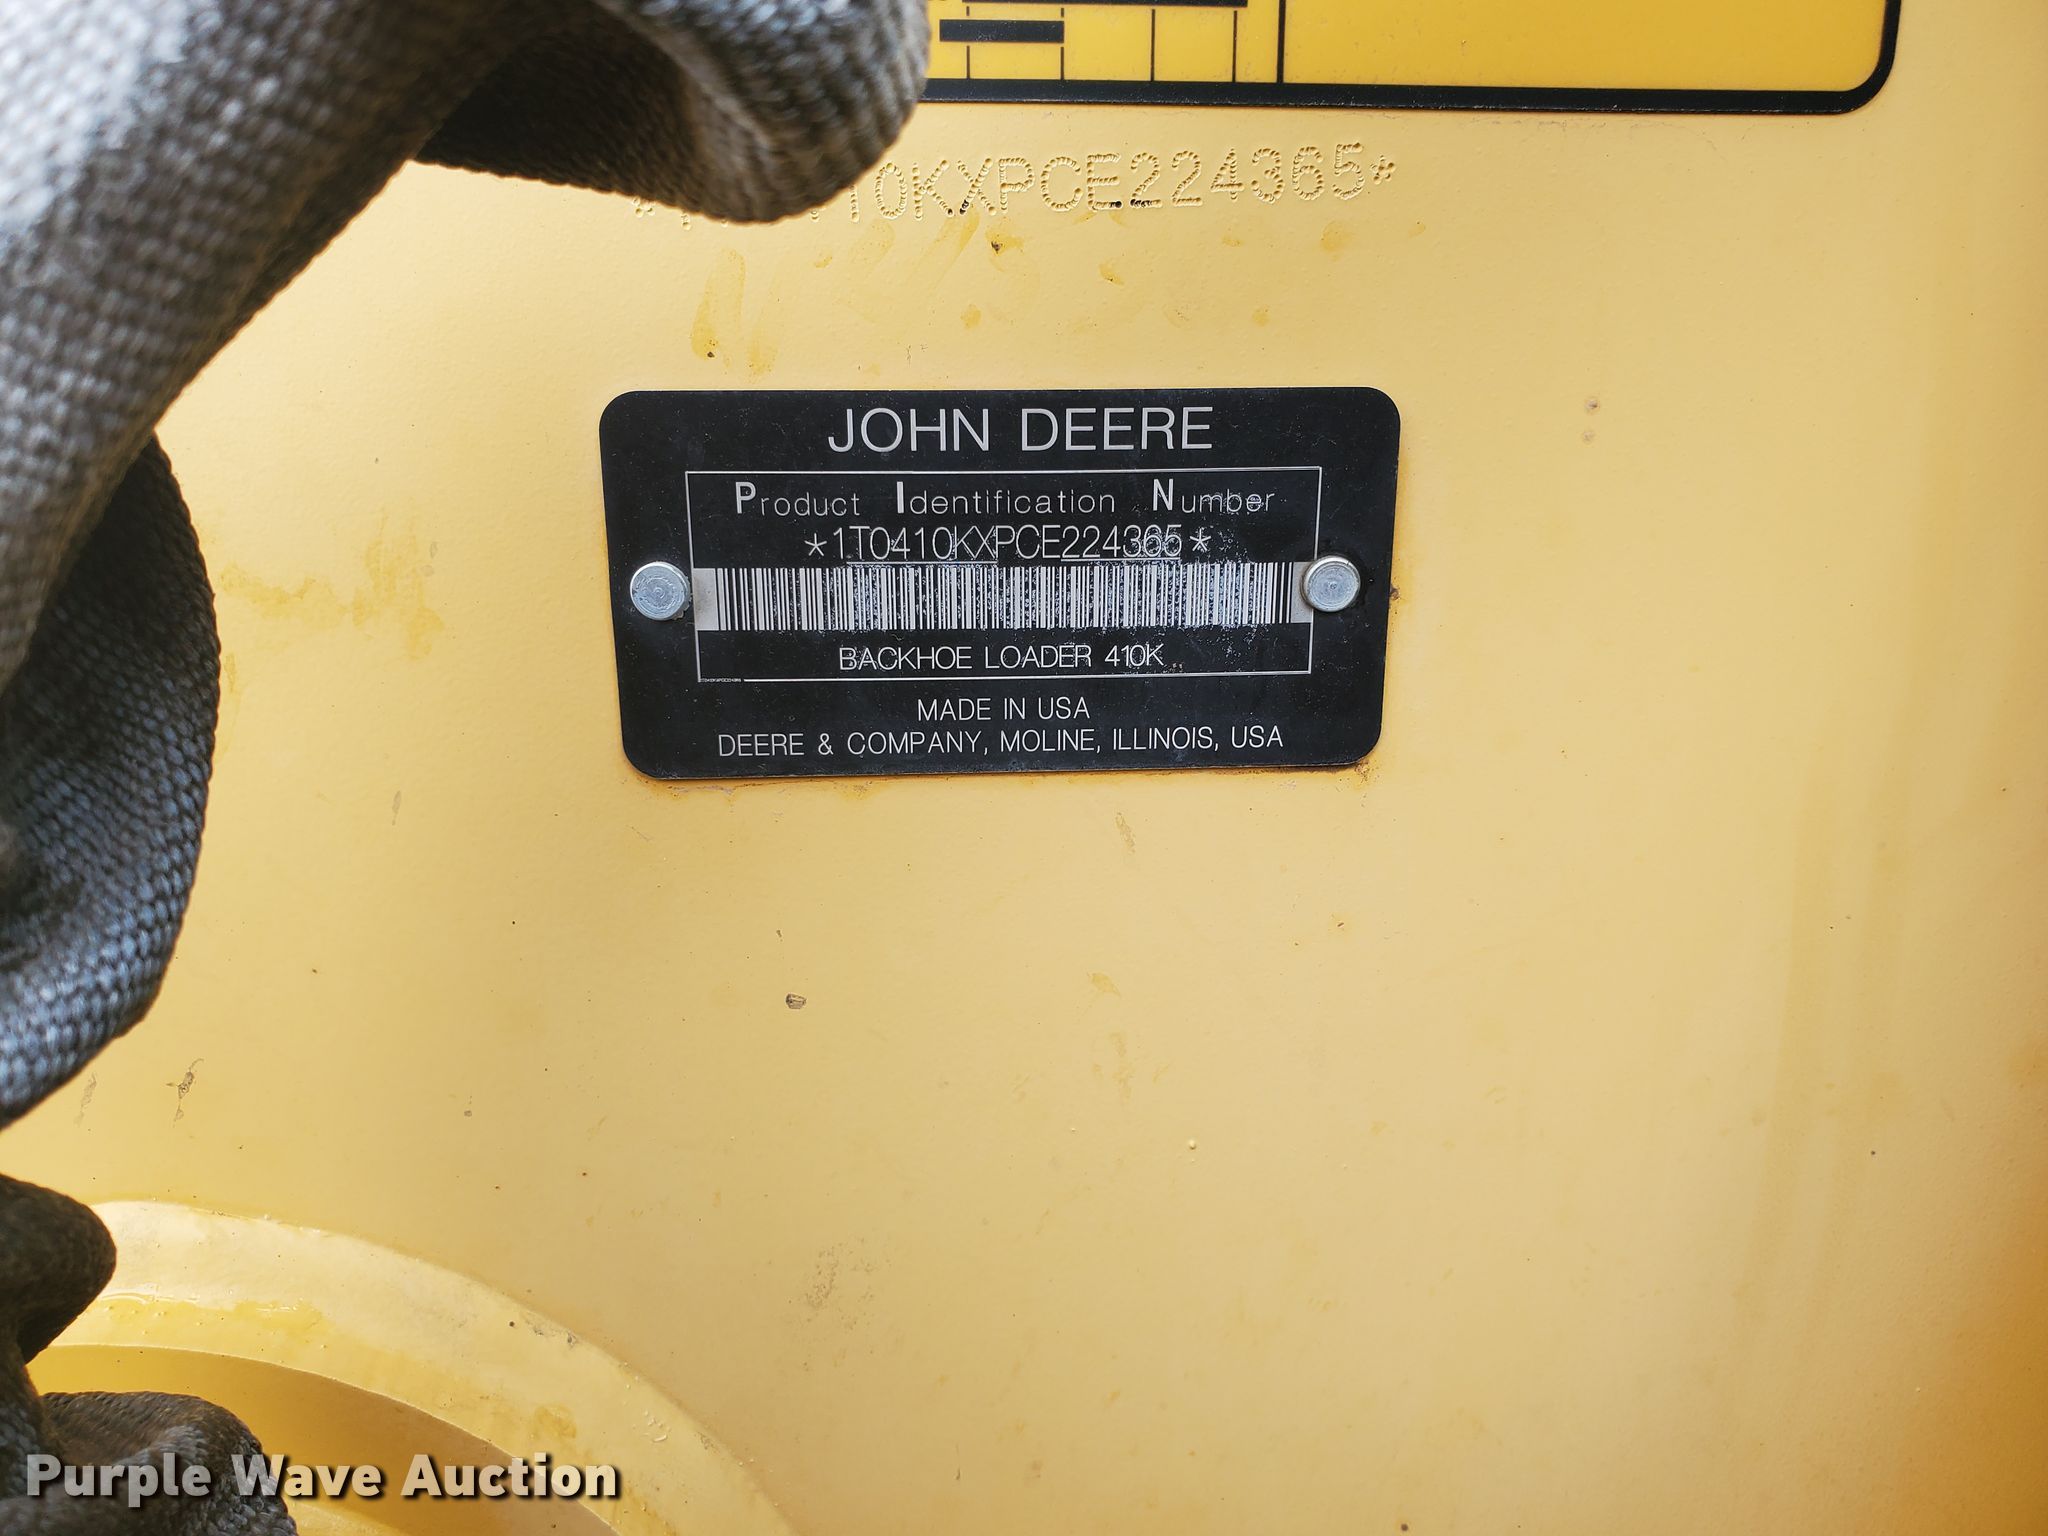 10KXPCE224365*
JOHN DEERE
Product Identification Number
*1T0410KXPCE224365*
BACKHOE LOADER 410K
MADE IN USA
DEERE & COMPANY, MOLINE, ILLINOIS, USA
Purple Wave Auction